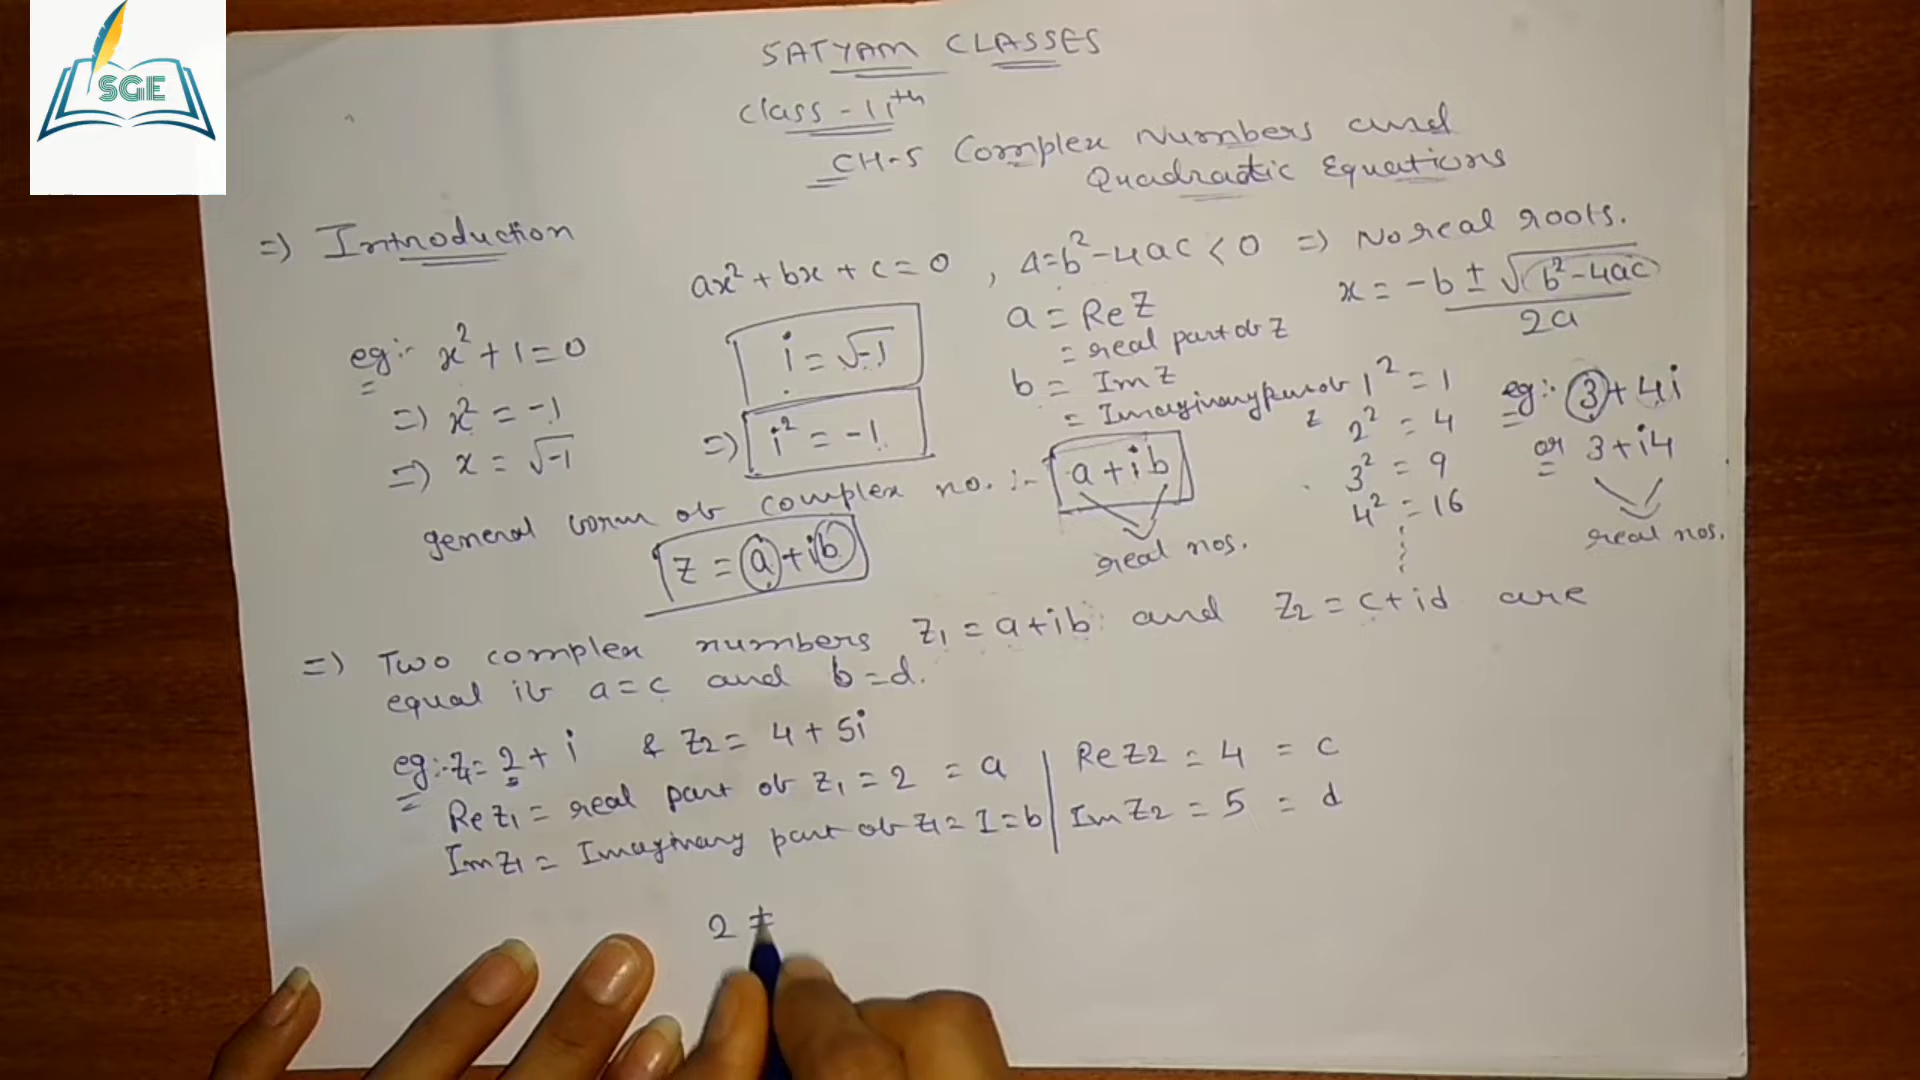 SGE
SATYAM CLASSES
Class - 11th
CH-5 Complex Numbers and
Quadratic Equations
=) Introduction
ax² + bx + c = 0 , Δ=b²-4ac < 0 =) No real roots.
x = -b ± √b²-4ac / 2a
eg:- x² + 1 = 0
=) x² = -1
=) x = √-1
i = √-1
=) i² = -1
a = Re Z
= real part of Z
b = Im Z
= Imaginary part of Z
1² = 1
2² = 4
3² = 9
4² = 16
eg:- 3 + 4i
or 3 + i4
real nos.
general form of complex no. :- a + ib
real nos.
z = a + ib
=) Two complex numbers z₁ = a + ib and z₂ = c + id are
equal if a = c and b = d.
eg:- z₁ = 2 + i & z₂ = 4 + 5i
Re z₁ = real part of z₁ = 2 = a
Im z₁ = Imaginary part of z₁ = 1 = b
Re z₂ = 4 = c
Im z₂ = 5 = d
2 ≠